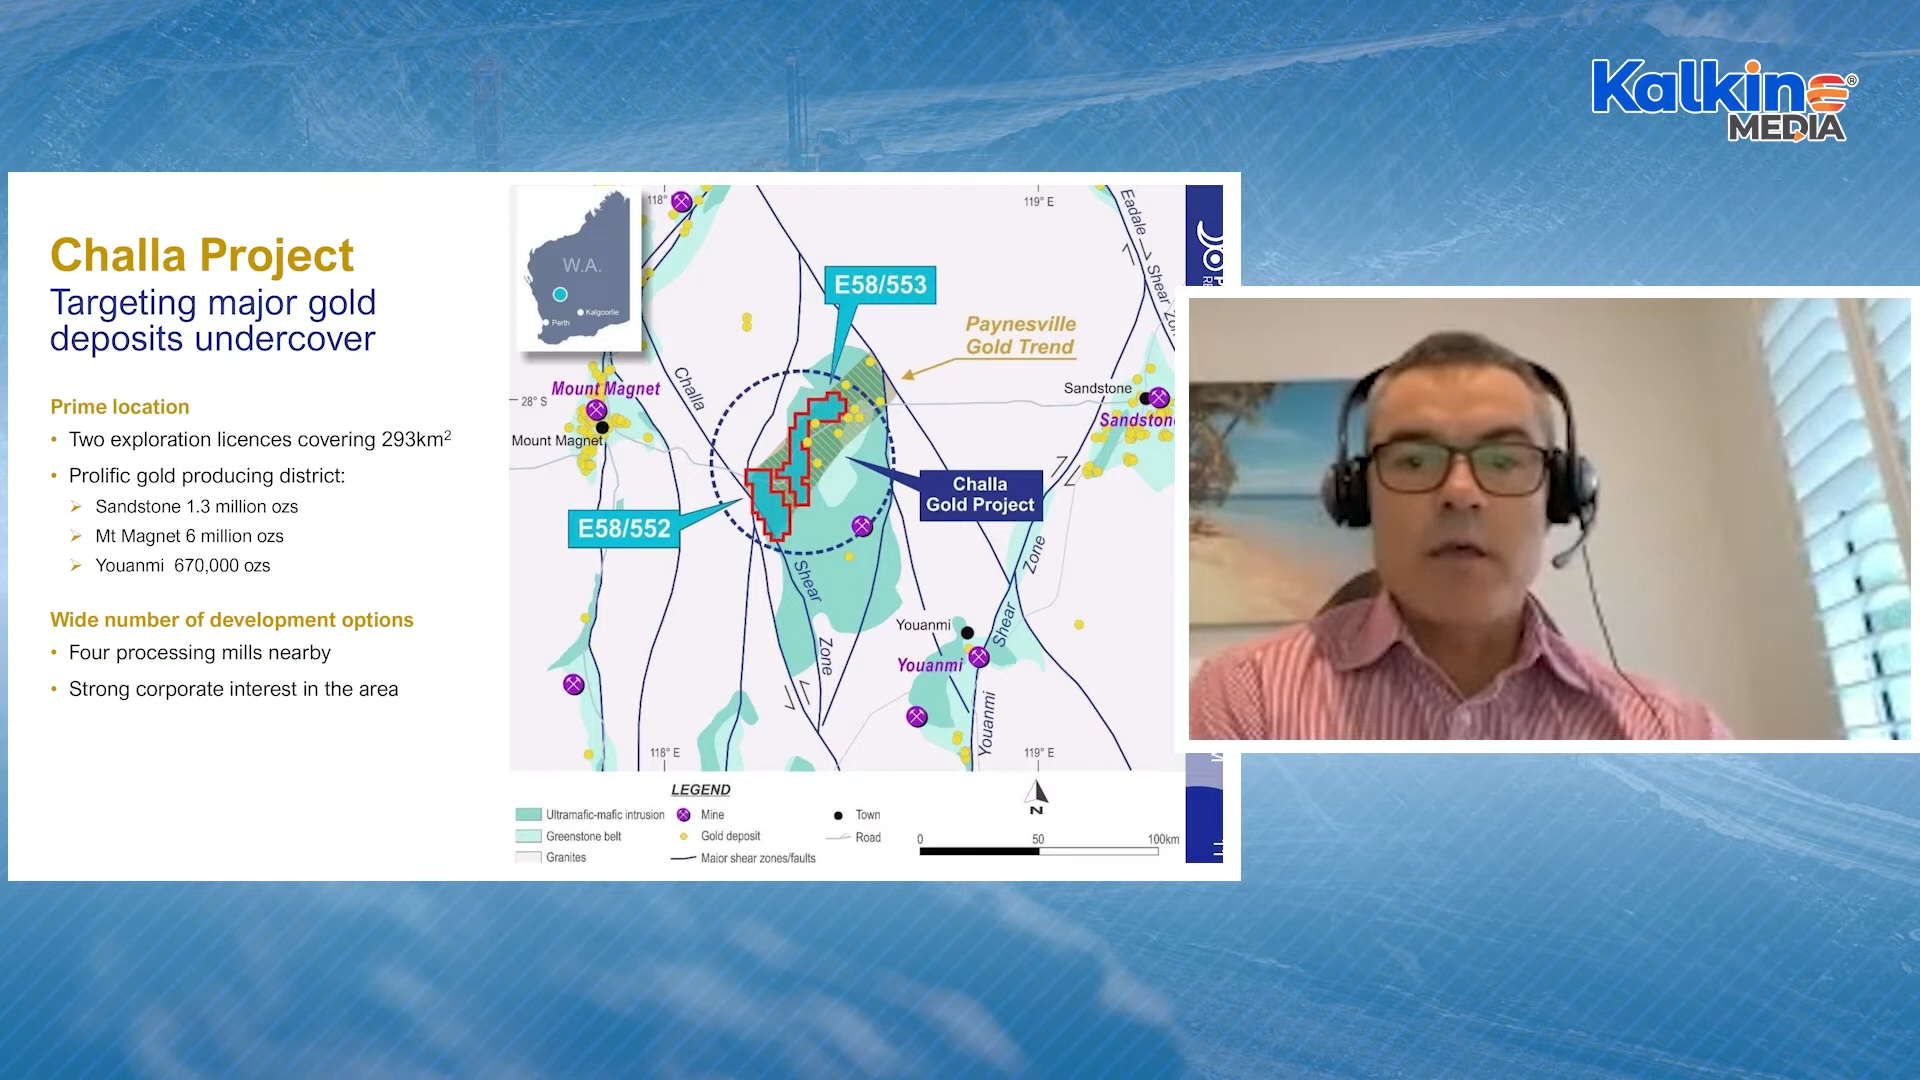 Kalkine®
MEDIA
Challa Project
Targeting major gold
deposits undercover
Prime location
• Two exploration licences covering 293km2
• Prolific gold producing district:
➢ Sandstone 1.3 million ozs
➢ Mt Magnet 6 million ozs
➢ Youanmi 670,000 ozs
Wide number of development options
• Four processing mills nearby
• Strong corporate interest in the area
W.A.
Kalgoorlie
Perth
118°
119° E
Eadale
Shear
E58/553
Paynesville
Gold Trend
Challa
Mount Magnet
28° S
Mount Magnet
Sandstone
Sandston
Challa
Gold Project
E58/552
Shear
Zone
Zone
Shear
Youanmi
Youanmi
Youanmi
118° E
119° E
LEGEND
Ultramafic-mafic intrusion
Greenstone belt
Granites
Mine
Gold deposit
Major shear zones/faults
Town
Road
N
0 50 100km